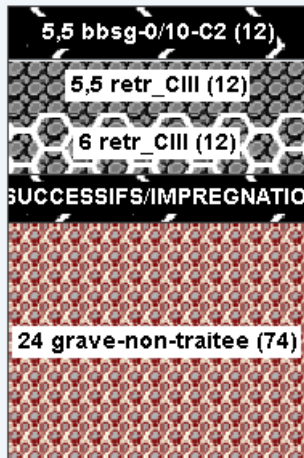 5,5 bbsg-0/10-C2 (12)
5,5 retr_CIII (12)
6 retr_CIII (12)
SUCCESSIFS/IMPREGNATIO
24 grave-non-traitee (74)